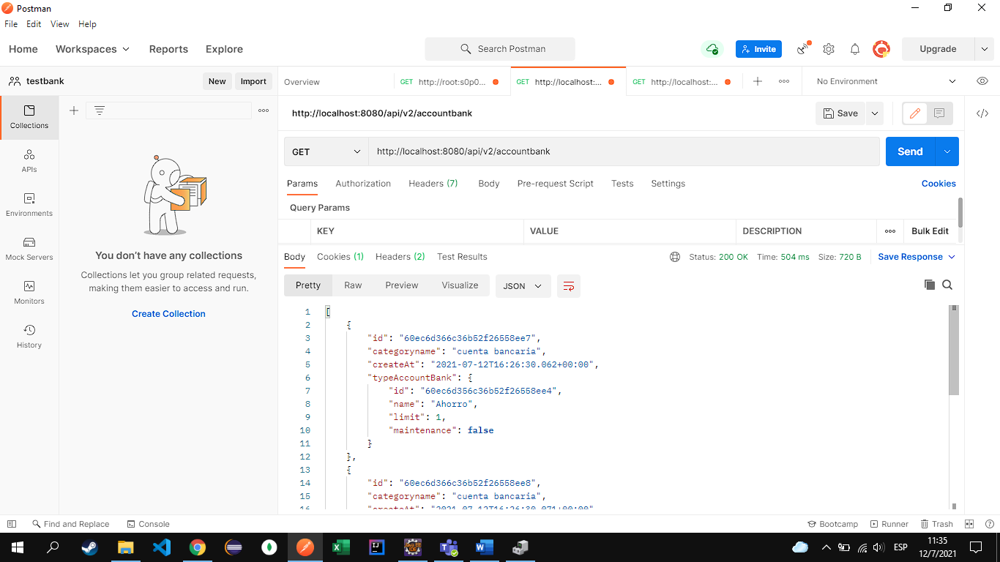 Postman
File Edit View Help
Home Workspaces Reports Explore Search Postman Invite Upgrade
testbank New Import Overview GET http://root:s0p0... GET http://localhost:... GET http://localhost:... No Environment
Collections
APIs
Environments
Mock Servers
Monitors
History
You don't have any collections
Collections let you group related requests,
making them easier to access and run.
Create Collection
http://localhost:8080/api/v2/accountbank Save
GET http://localhost:8080/api/v2/accountbank Send
Params Authorization Headers (7) Body Pre-request Script Tests Settings Cookies
Query Params
KEY VALUE DESCRIPTION Bulk Edit
Body Cookies (1) Headers (2) Test Results Status: 200 OK Time: 504 ms Size: 720 B Save Response
Pretty Raw Preview Visualize JSON
1 [
2 {
3 "id": "60ec6d366c36b52f26558ee7",
4 "categoryname": "cuenta bancaria",
5 "createAt": "2021-07-12T16:26:30.062+00:00",
6 "typeAccountBank": {
7 "id": "60ec6d356c36b52f26558ee4",
8 "name": "Ahorro",
9 "limit": 1,
10 "maintenance": false
11 }
12 },
13 {
14 "id": "60ec6d366c36b52f26558ee8",
15 "categoryname": "cuenta bancaria",
16 "createAt": "2021-07-12T16:26:30.071+00:00"
Find and Replace Console Bootcamp Runner Trash
ESP
11:35
12/7/2021